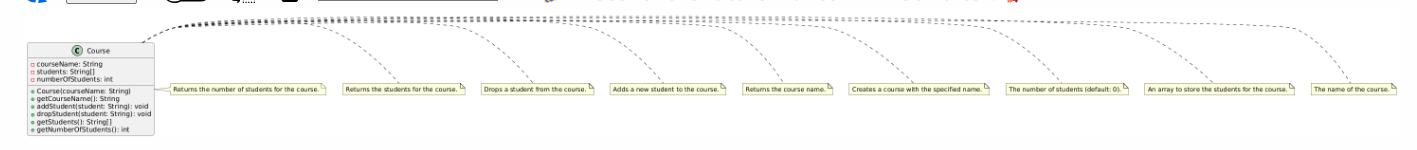 C Course
courseName: String
students: String[]
numberOfStudents: int
Course(courseName: String)
getCourseName(): String
addStudent(student: String): void
dropStudent(student: String): void
getStudents(): String[]
getNumberOfStudents(): int
Returns the number of students for the course.
Returns the students for the course.
Drops a student from the course.
Adds a new student to the course.
Returns the course name.
Creates a course with the specified name.
The number of students (default: 0).
An array to store the students for the course.
The name of the course.